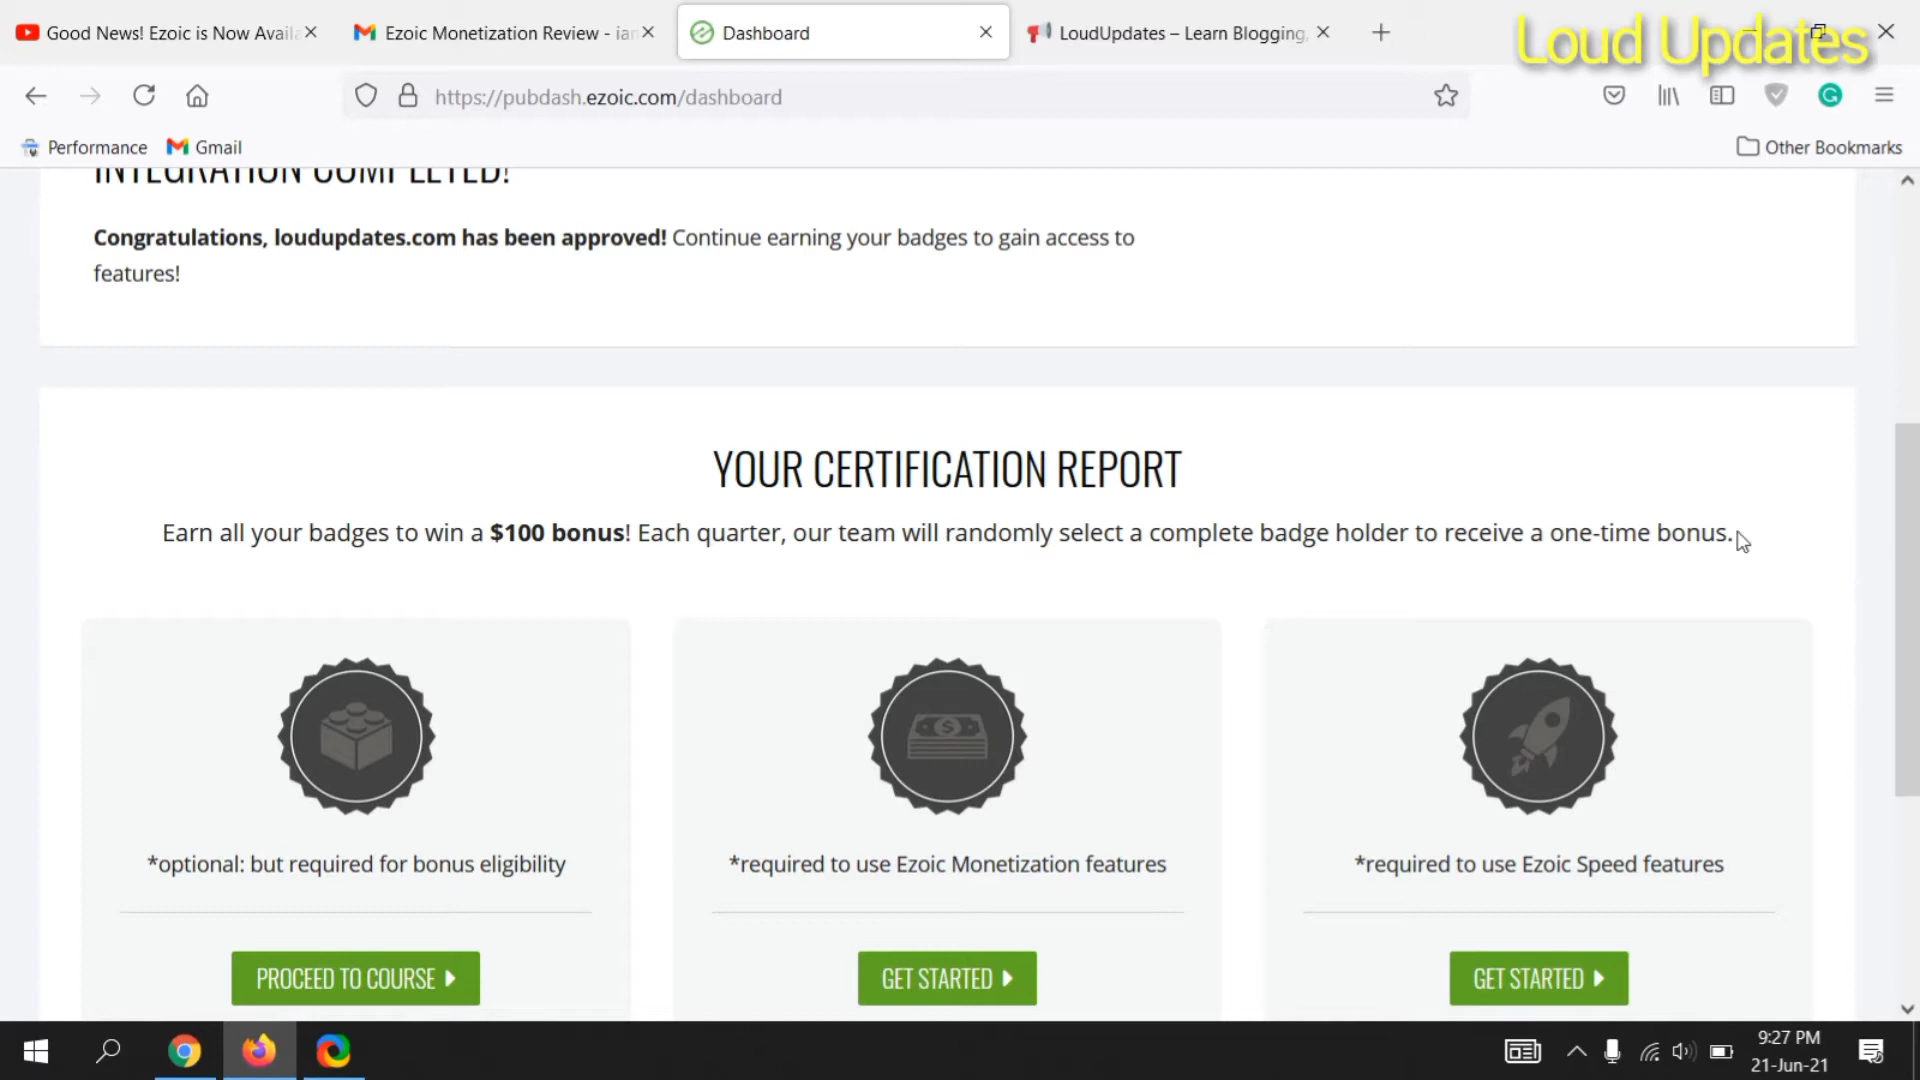 Good News! Ezoic is Now Availa
Ezoic Monetization Review - ian
Dashboard
LoudUpdates – Learn Blogging,
Loud Updates
https://pubdash.ezoic.com/dashboard
Performance
Gmail
Other Bookmarks
INTEGRATION COMPLETED!
Congratulations, loudupdates.com has been approved! Continue earning your badges to gain access to
features!
YOUR CERTIFICATION REPORT
Earn all your badges to win a $100 bonus! Each quarter, our team will randomly select a complete badge holder to receive a one-time bonus.
*optional: but required for bonus eligibility
*required to use Ezoic Monetization features
*required to use Ezoic Speed features
PROCEED TO COURSE
GET STARTED
GET STARTED
9:27 PM
21-Jun-21